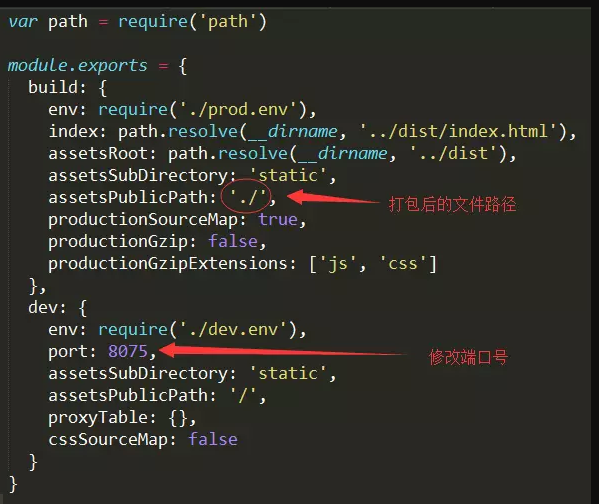 var path = require('path')
module.exports = {
build: {
env: require('./prod.env'),
index: path.resolve(__dirname, '../dist/index.html'),
assetsRoot: path.resolve(__dirname, '../dist'),
assetsSubDirectory: 'static',
assetsPublicPath: './',
打包后的文件路径
productionSourceMap: true,
productionGzip: false,
productionGzipExtensions: ['js', 'css']
},
dev: {
env: require('./dev.env'),
port: 8075,
修改端口号
assetsSubDirectory: 'static',
assetsPublicPath: '/',
proxyTable: {},
cssSourceMap: false
}
}